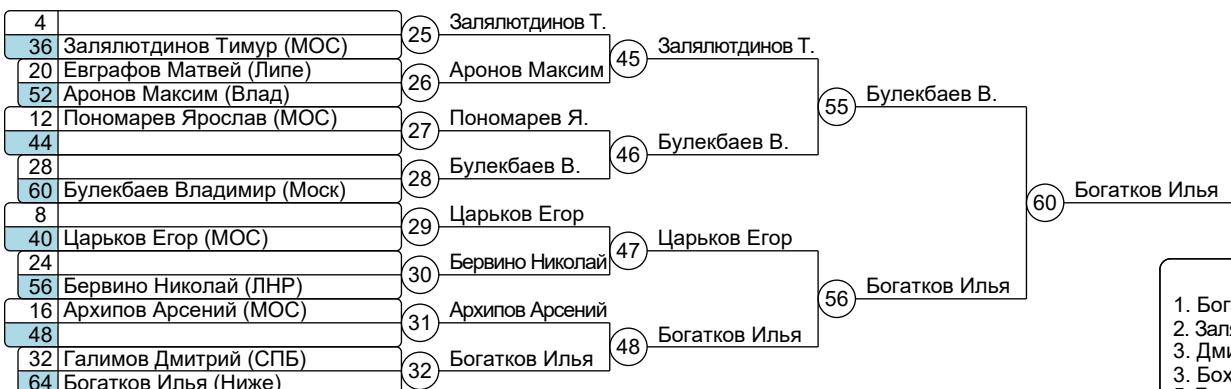 4
36 Залялютдинов Тимур (МОС)
20 Евграфов Матвей (Липе)
52 Аронов Максим (Влад)
12 Пономарев Ярослав (МОС)
44
28
60 Булекбаев Владимир (Моск)
8
40 Царьков Егор (МОС)
24
56 Бервино Николай (ЛНР)
16 Архипов Арсений (МОС)
48
32 Галимов Дмитрий (СПБ)
64 Богатков Илья (Ниже)
25 Залялютдинов Т.
26 Аронов Максим
27 Пономарев Я.
28 Булекбаев В.
29 Царьков Егор
30 Бервино Николай
31 Архипов Арсений
32 Богатков Илья
45 Залялютдинов Т.
46 Булекбаев В.
47 Царьков Егор
48 Богатков Илья
55 Булекбаев В.
56 Богатков Илья
60 Богатков Илья
1.
2.
3.
3.